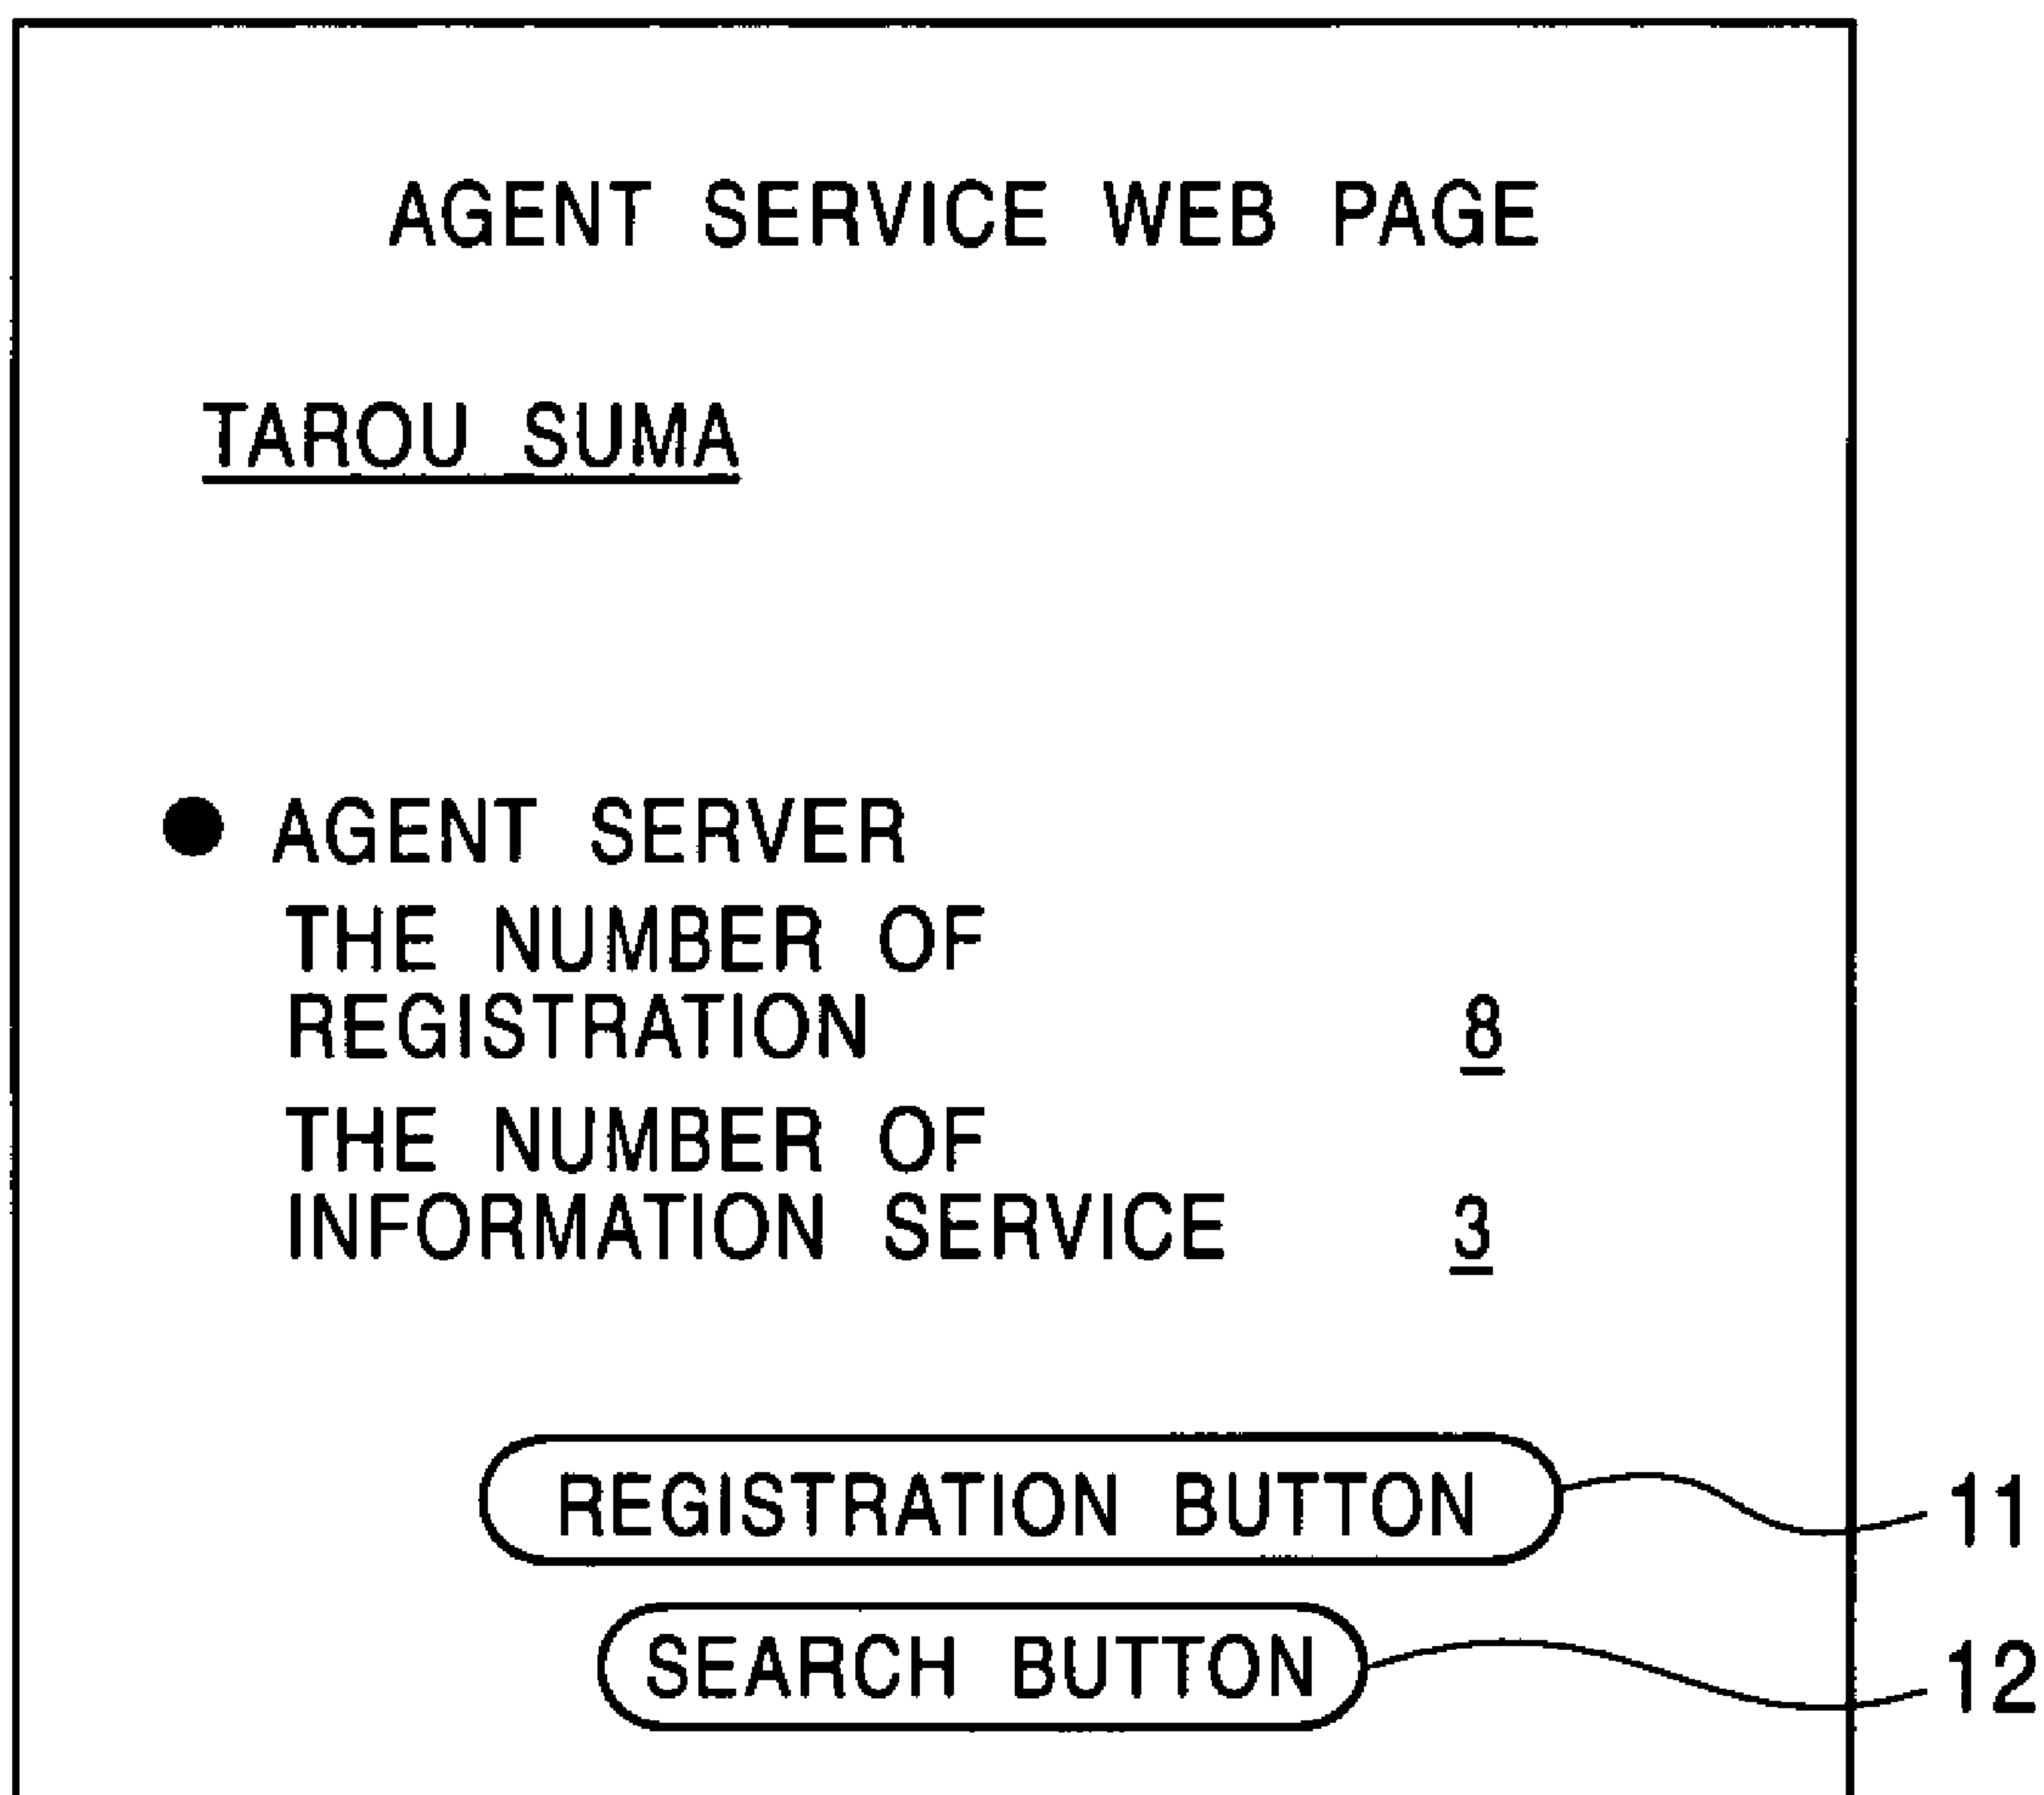 AGENT SERVICE WEB PAGE
TAROU SUMA
● AGENT SERVER
THE NUMBER OF
REGISTRATION 8
THE NUMBER OF
INFORMATION SERVICE 3
REGISTRATION BUTTON 11
SEARCH BUTTON 12